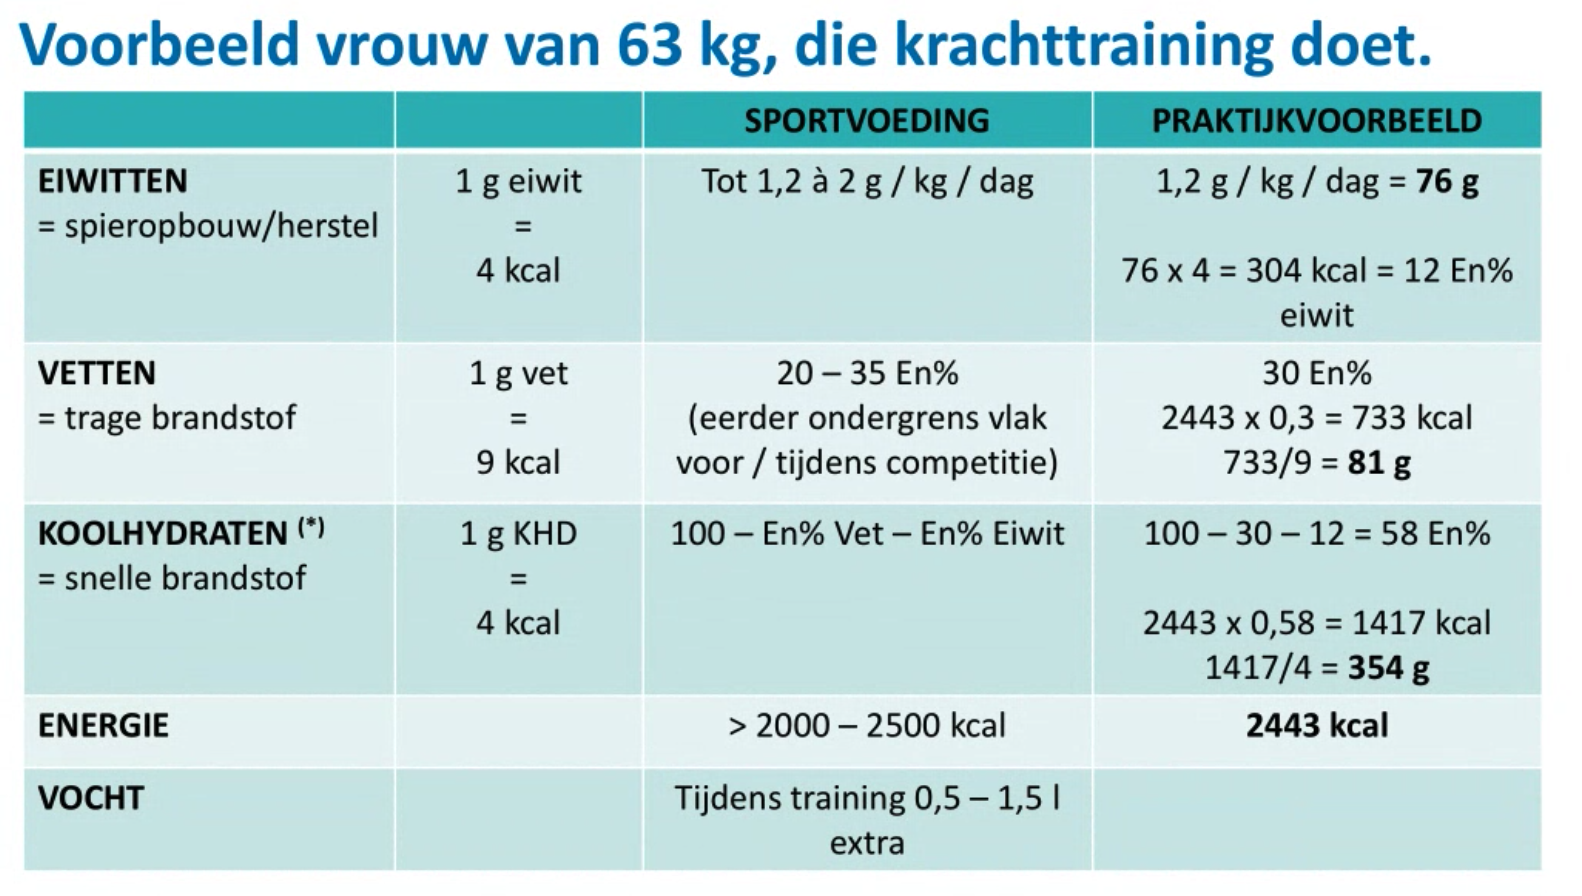 Voorbeeld vrouw van 63 kg, die krachttraining doet.
SPORTVOEDING
PRAKTIJKVOORBEELD
EIWITTEN
= spieropbouw/herstel
1 g eiwit
=
4 kcal
Tot 1,2 à 2 g / kg / dag
1,2 g / kg / dag = 76 g
76 x 4 = 304 kcal = 12 En%
eiwit
VETTEN
= trage brandstof
1 g vet
=
9 kcal
20 – 35 En%
(eerder ondergrens vlak
voor / tijdens competitie)
30 En%
2443 x 0,3 = 733 kcal
733/9 = 81 g
KOOLHYDRATEN (*)
= snelle brandstof
1 g KHD
=
4 kcal
100 – En% Vet – En% Eiwit
100 – 30 – 12 = 58 En%
2443 x 0,58 = 1417 kcal
1417/4 = 354 g
ENERGIE
> 2000 – 2500 kcal
2443 kcal
VOCHT
Tijdens training 0,5 – 1,5 l
extra